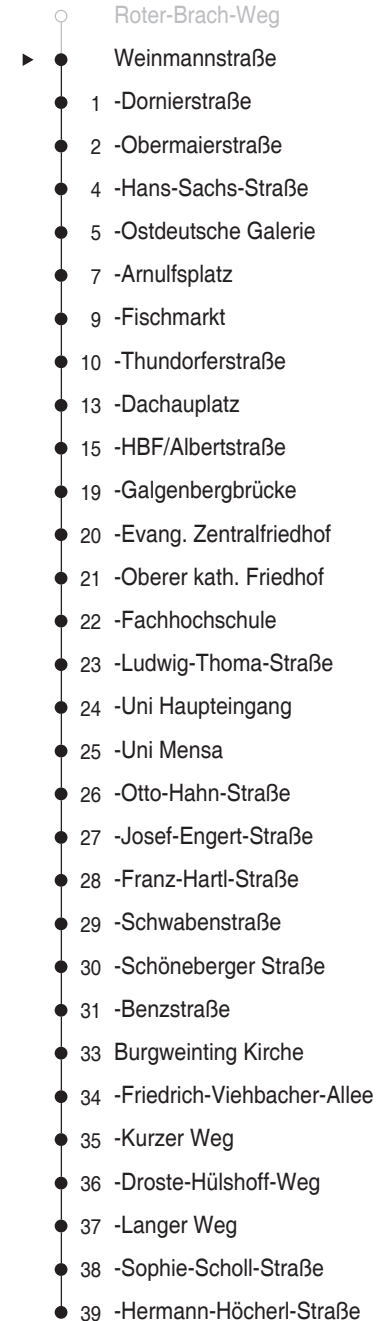 Roter-Brach-Weg
Weinmannstraße
1 -Dornierstraße
2 -Obermaierstraße
4 -Hans-Sachs-Straße
5 -Ostdeutsche Galerie
7 -Arnulfsplatz
9 -Fischmarkt
10 -Thundorferstraße
13 -Dachauplatz
15 -HBF/Albertstraße
19 -Galgenbergbrücke
20 -Evang. Zentralfriedhof
21 -Oberer kath. Friedhof
22 -Fachhochschule
23 -Ludwig-Thoma-Straße
24 -Uni Haupteingang
25 -Uni Mensa
26 -Otto-Hahn-Straße
27 -Josef-Engert-Straße
28 -Franz-Hartl-Straße
29 -Schwabenstraße
30 -Schöneberger Straße
31 -Benzstraße
33 Burgweinting Kirche
34 -Friedrich-Viehbacher-Allee
35 -Kurzer Weg
36 -Droste-Hülshoff-Weg
37 -Langer Weg
38 -Sophie-Scholl-Straße
39 -Hermann-Höcherl-Straße